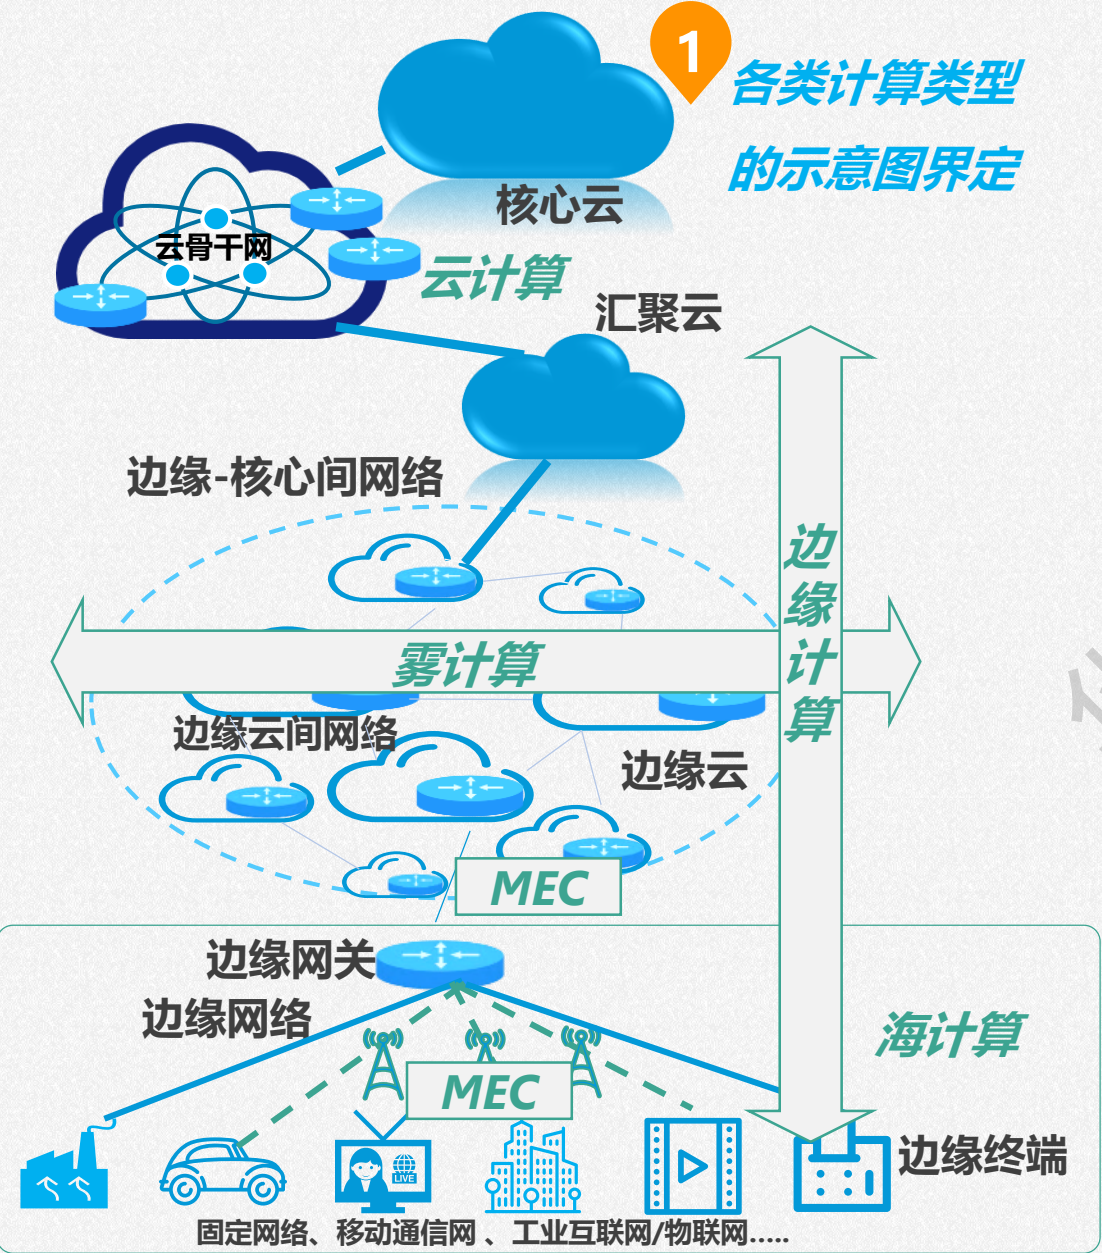 1
各类计算类型
的示意图界定
核心云
云骨干网
云计算
汇聚云
边缘-核心间网络
边缘计算
雾计算
边缘云间网络
边缘云
MEC
边缘网关
边缘网络
海计算
MEC
LIVE
边缘终端
固定网络、移动通信网 、工业互联网/物联网.....